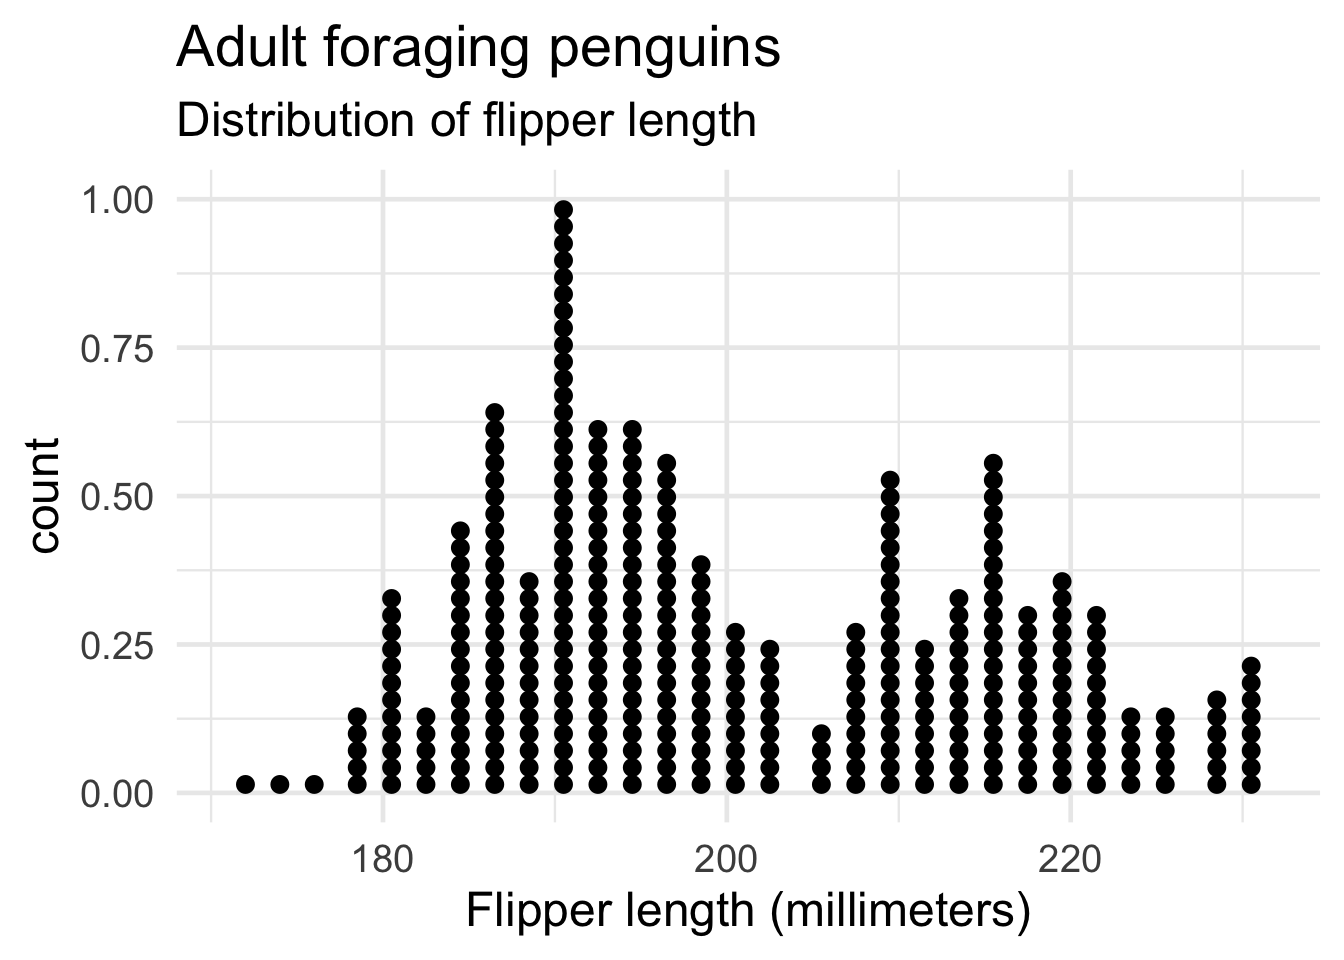 Adult foraging penguins
Distribution of flipper length
1.00
0.75
0.50
0.25
0.00
count
180 200 220
Flipper length (millimeters)